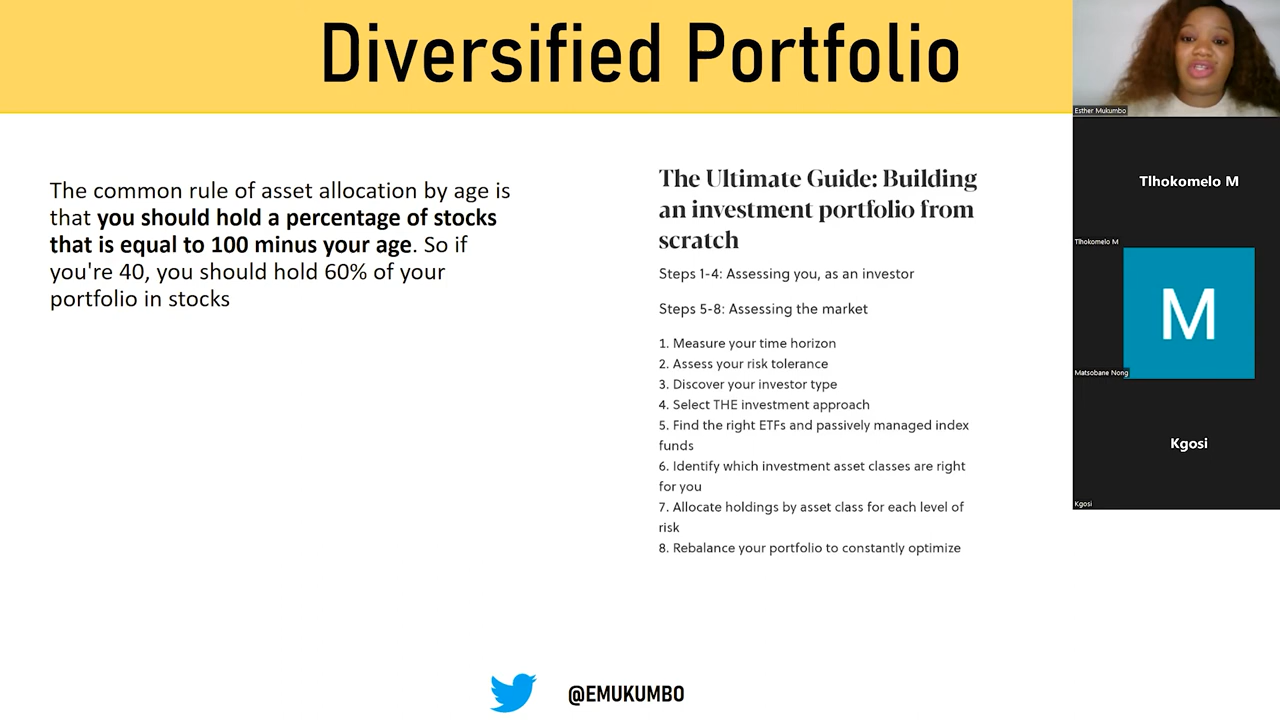 Diversified Portfolio
The common rule of asset allocation by age is
that you should hold a percentage of stocks
that is equal to 100 minus your age. So if
you're 40, you should hold 60% of your
portfolio in stocks
The Ultimate Guide: Building
an investment portfolio from
scratch
Steps 1-4: Assessing you, as an investor
Steps 5-8: Assessing the market
1. Measure your time horizon
2. Assess your risk tolerance
3. Discover your investor type
4. Select THE investment approach
5. Find the right ETFs and passively managed index
funds
6. Identify which investment asset classes are right
for you
7. Allocate holdings by asset class for each level of
risk
8. Rebalance your portfolio to constantly optimize
@EMUKUMBO
Esther Mukumbo
Tlhokomelo M
Tlhokomelo M
M
Matsobane Nong
Kgosi
Kgosi